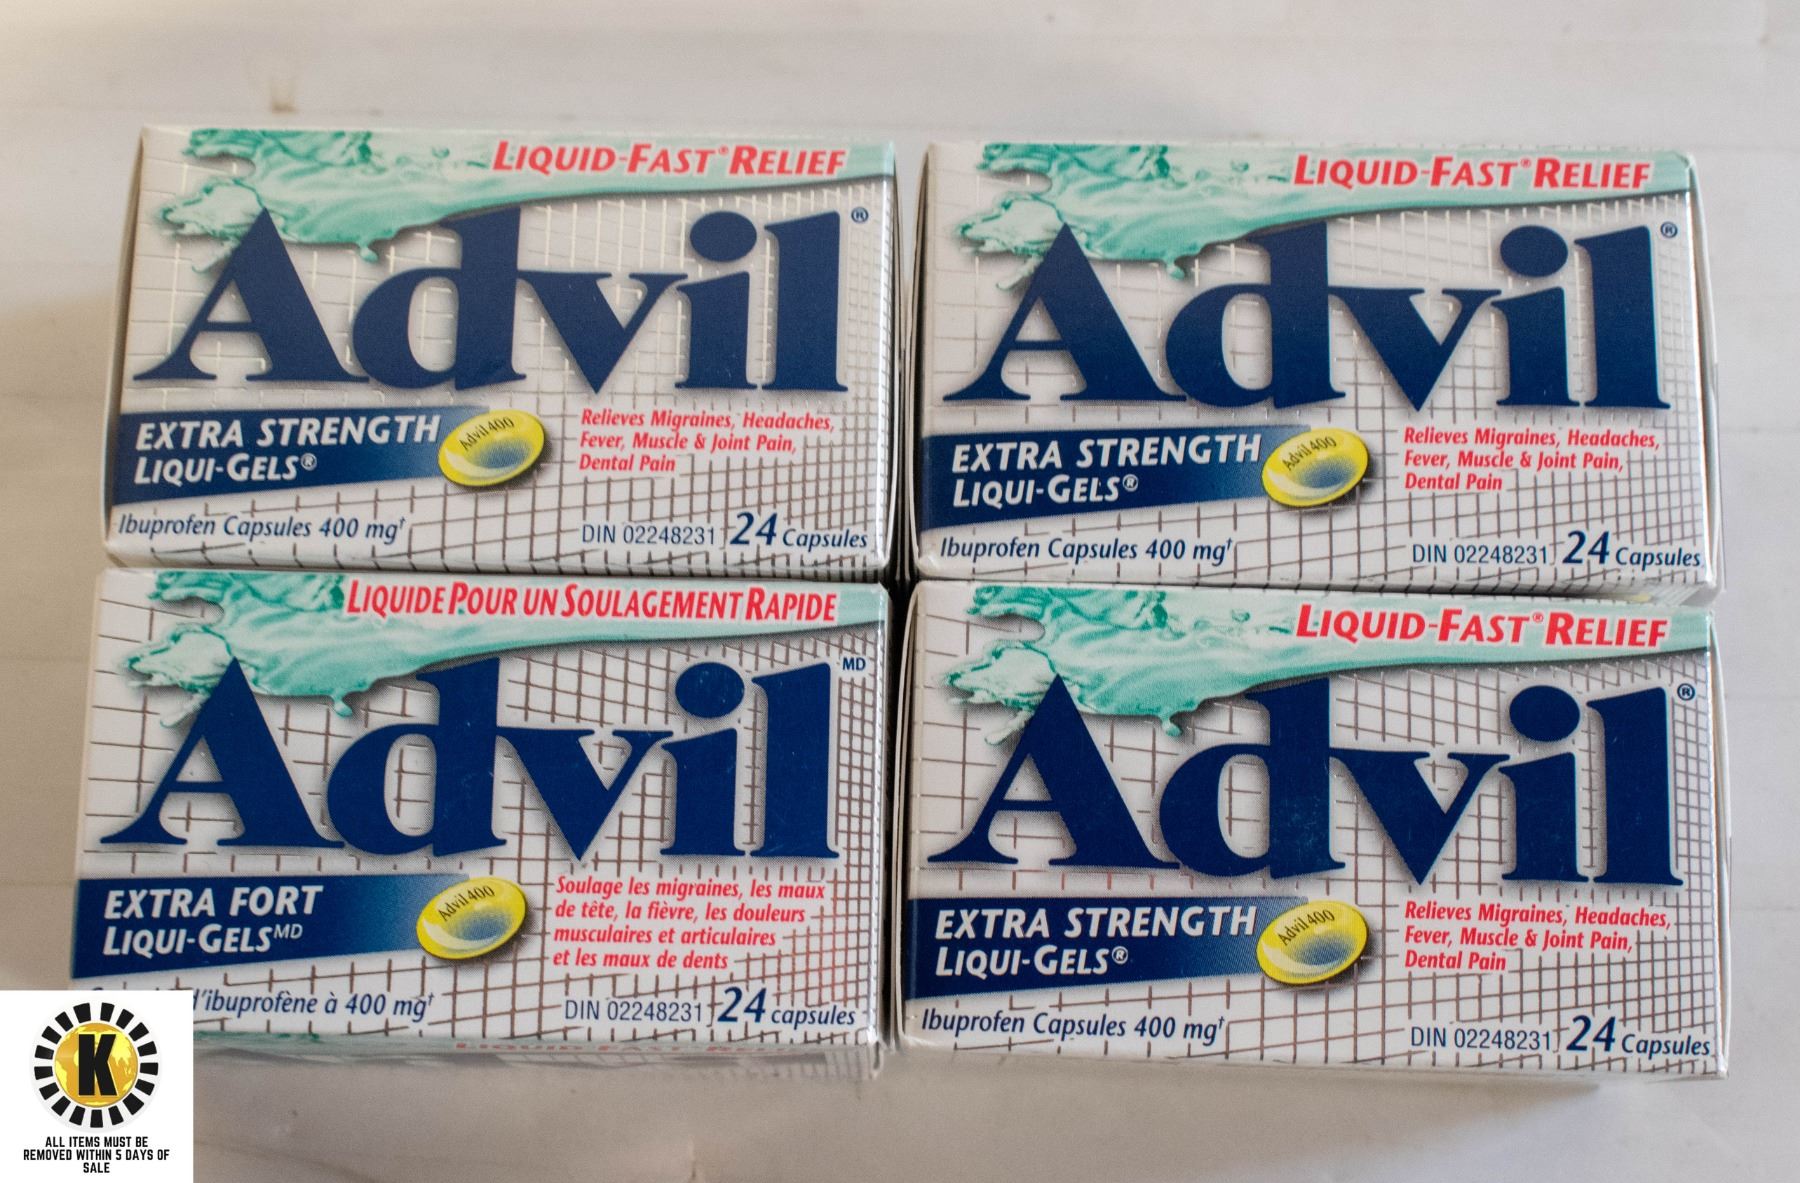 LIQUID-FAST® RELIEF
Advil®
EXTRA STRENGTH
LIQUI-GELS®
Advil 400
Relieves Migraines, Headaches,
Fever, Muscle & Joint Pain,
Dental Pain
Ibuprofen Capsules 400 mg†
DIN 02248231 24 Capsules
LIQUID-FAST® RELIEF
Advil®
EXTRA STRENGTH
LIQUI-GELS®
Advil 400
Relieves Migraines, Headaches,
Fever, Muscle & Joint Pain,
Dental Pain
Ibuprofen Capsules 400 mg†
DIN 02248231 24 Capsules
LIQUIDE POUR UN SOULAGEMENT RAPIDE
Advil MD
EXTRA FORT
LIQUI-GELS MD
Advil 400
Soulage les migraines, les maux
de tête, la fièvre, les douleurs
musculaires et articulaires
et les maux de dents
d'ibuprofène à 400 mg†
DIN 02248231 24 capsules
LIQUID-FAST® RELIEF
Advil®
EXTRA STRENGTH
LIQUI-GELS®
Advil 400
Relieves Migraines, Headaches,
Fever, Muscle & Joint Pain,
Dental Pain
Ibuprofen Capsules 400 mg†
DIN 02248231 24 Capsules
K
ALL ITEMS MUST BE
REMOVED WITHIN 5 DAYS OF
SALE